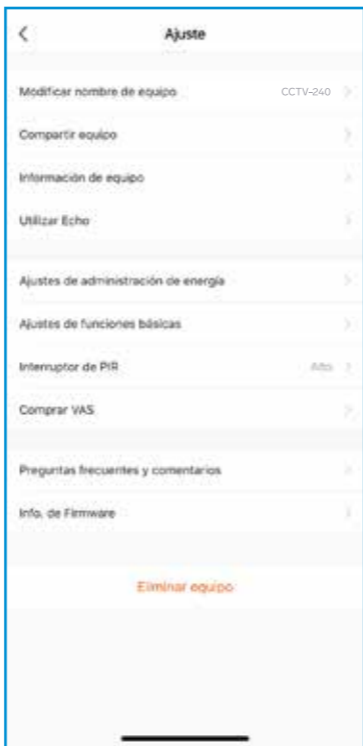 Ajuste
Modificar nombre de equipo CCTV-240
Compartir equipo
Información de equipo
Utilizar Echo
Ajustes de administración de energía
Ajustes de funciones básicas
Interruptor de PIR Alto
Comprar VAS
Preguntas frecuentes y comentarios
Info. de Firmware
Eliminar equipo